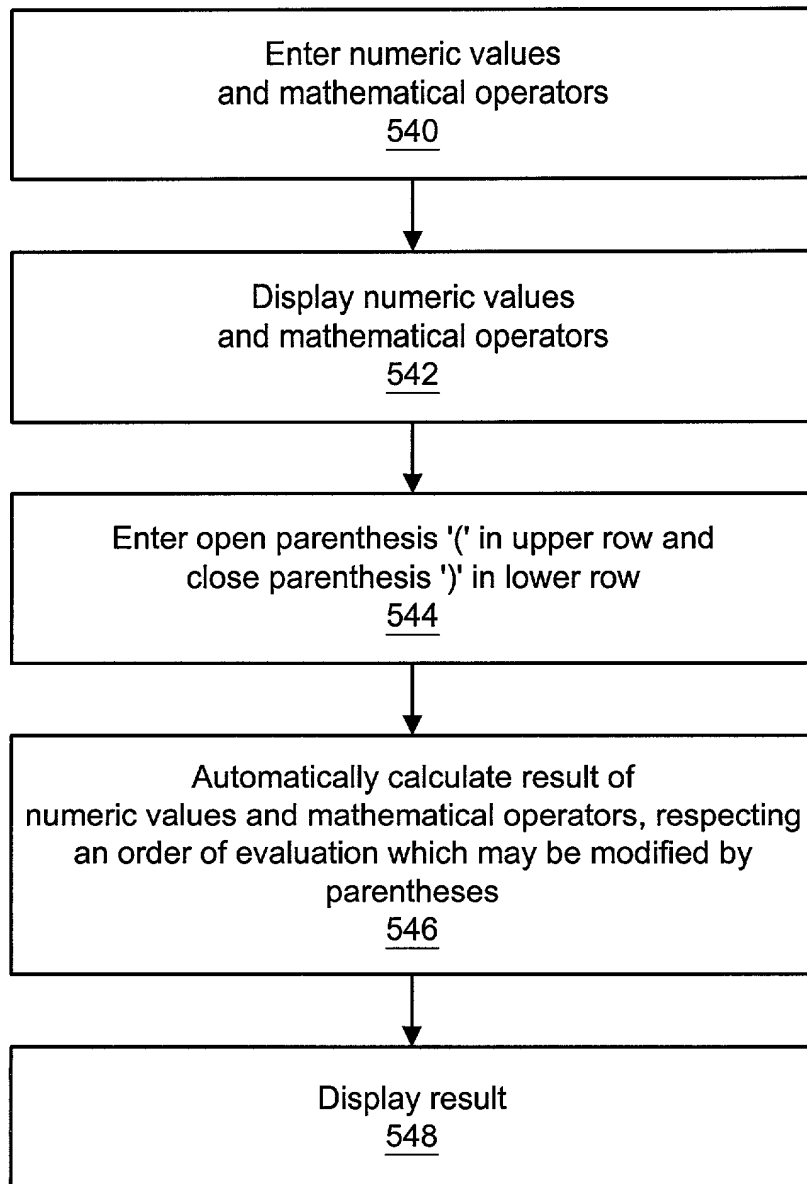 Enter numeric values
and mathematical operators
540
Display numeric values
and mathematical operators
542
Enter open parenthesis '(' in upper row and
close parenthesis ')' in lower row
544
Automatically calculate result of
numeric values and mathematical operators, respecting
an order of evaluation which may be modified by
parentheses
546
Display result
548